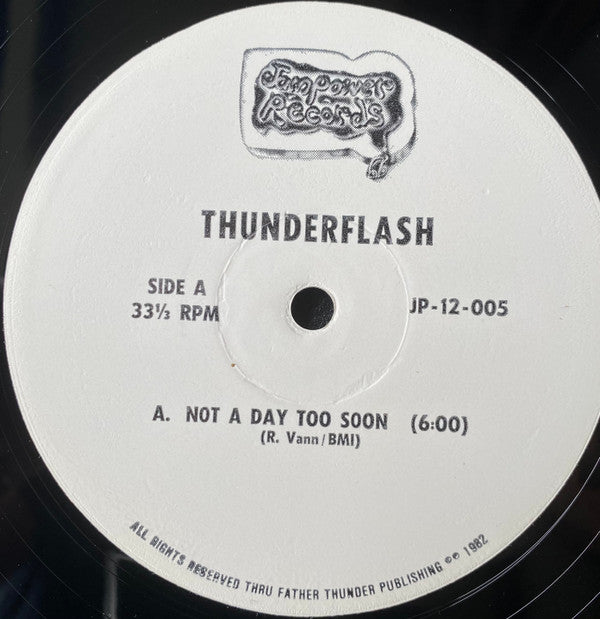 Jampower
Records
THUNDERFLASH
SIDE A
33⅓ RPM
JP-12-005
A. NOT A DAY TOO SOON (6:00)
(R. Vann/BMI)
ALL RIGHTS RESERVED THRU FATHER THUNDER PUBLISHING ©℗ 1982